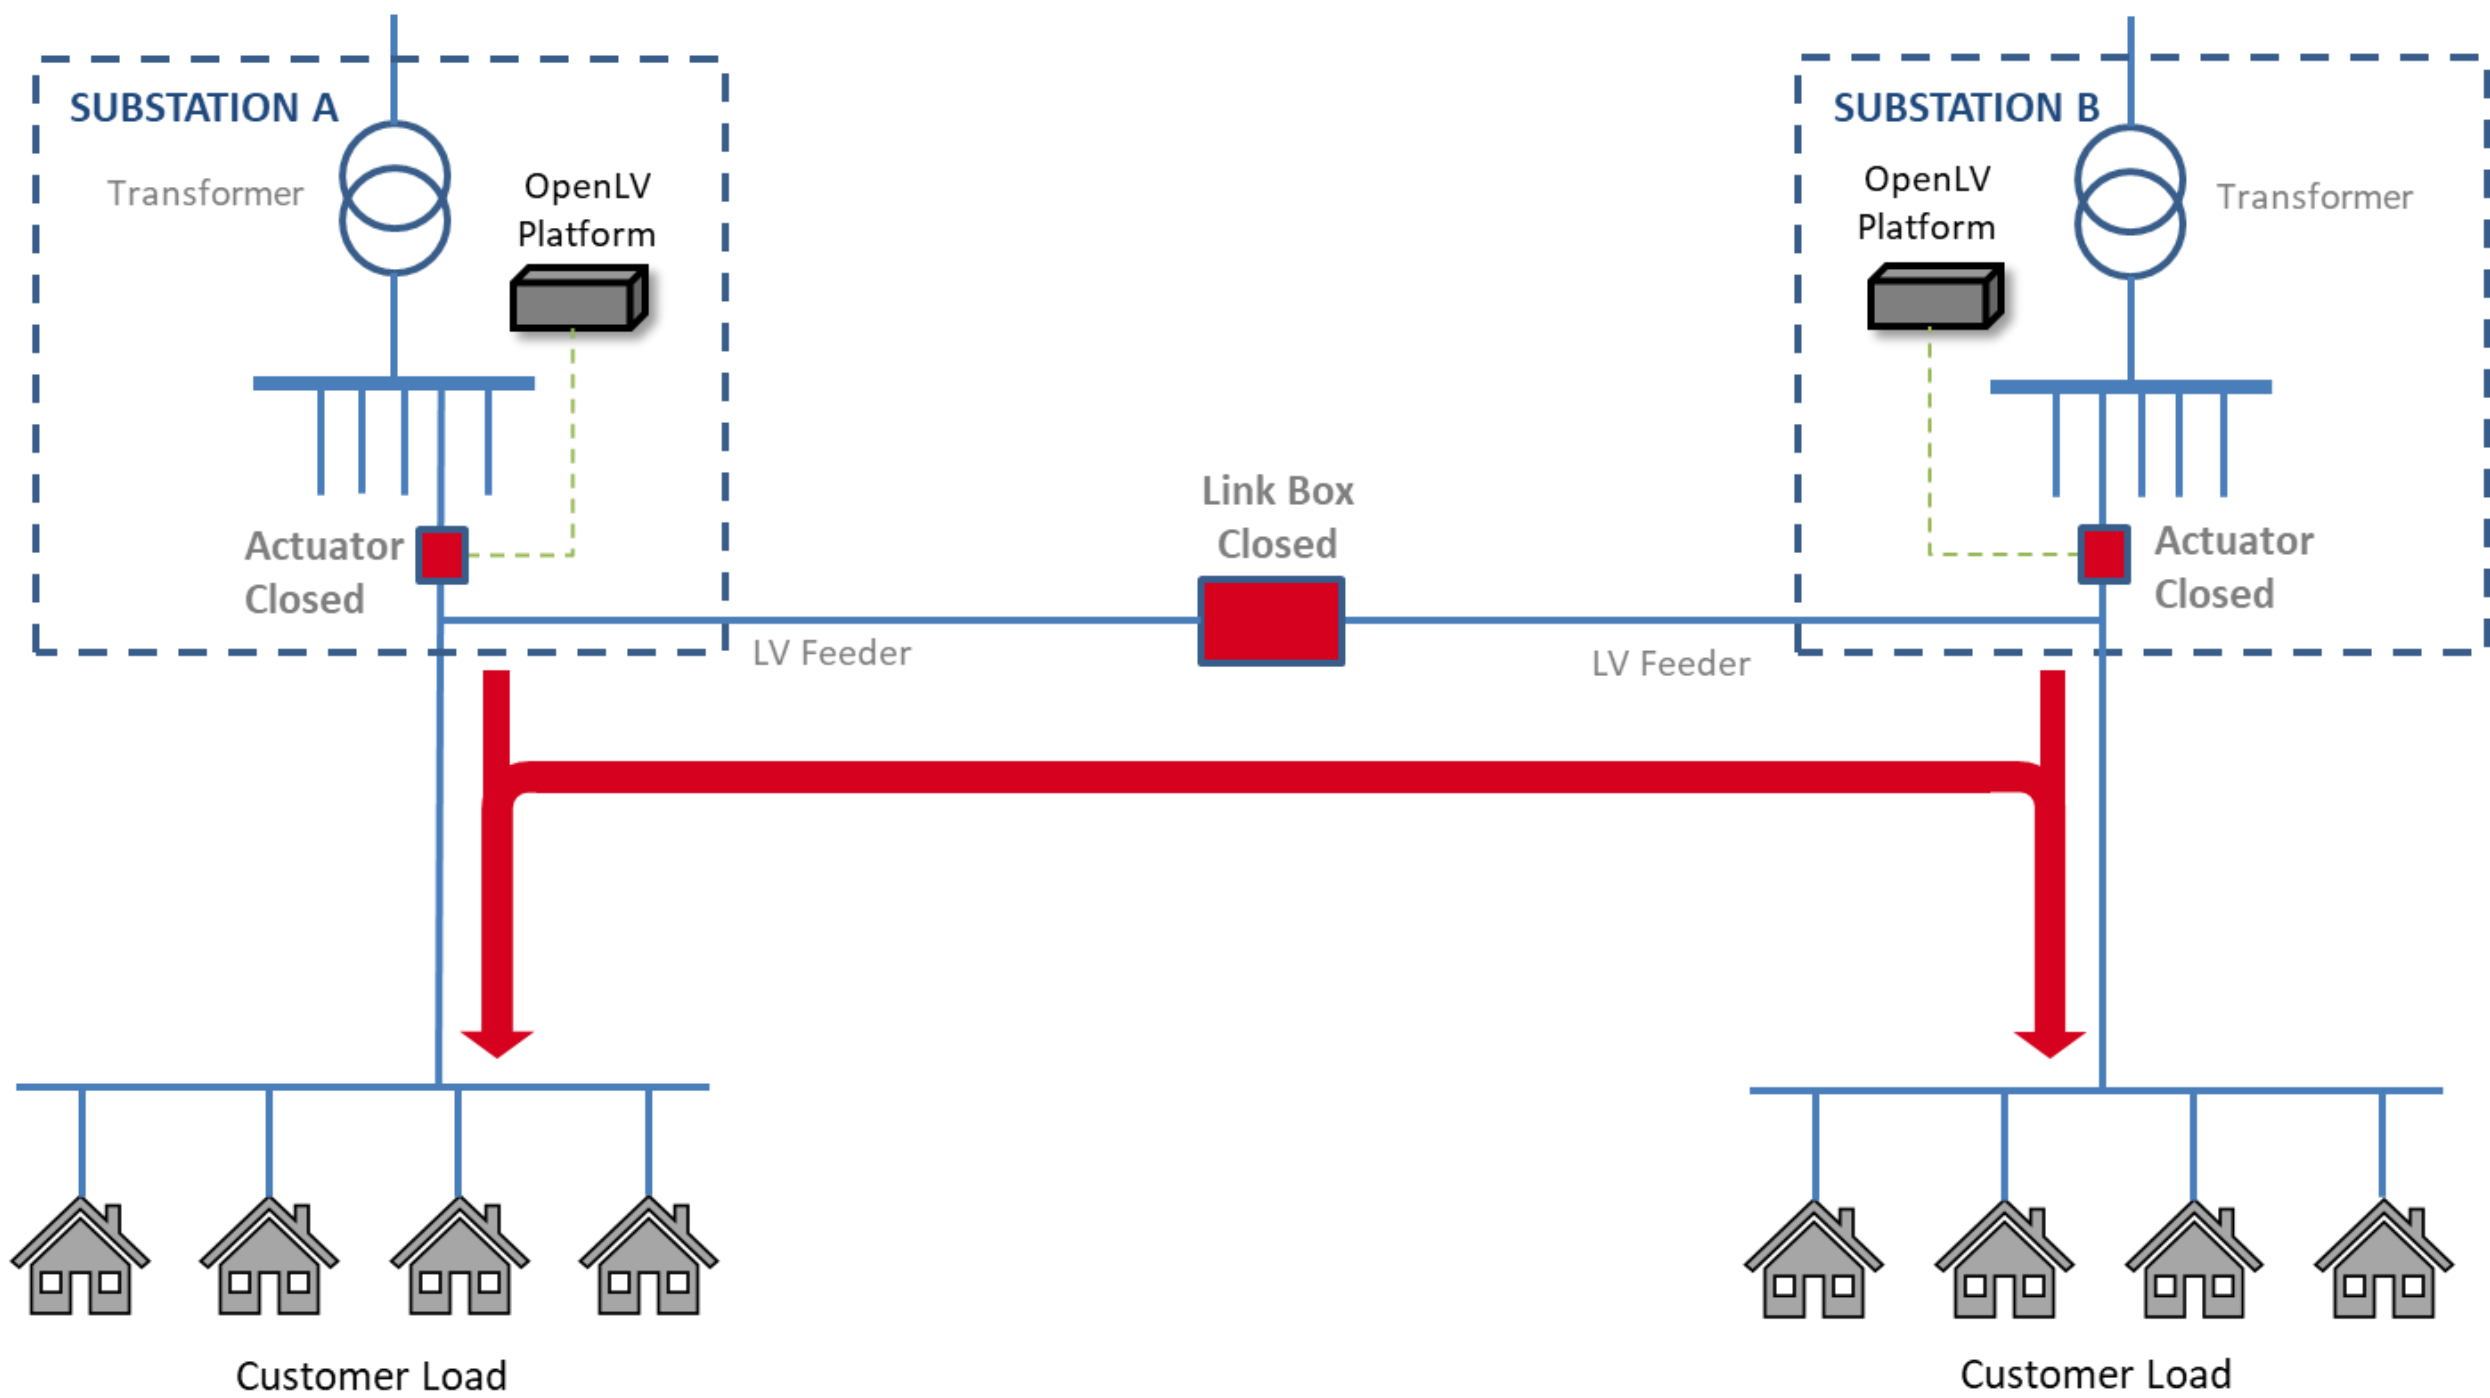 SUBSTATION A
Transformer
OpenLV
Platform
Actuator
Closed
LV Feeder
Link Box
Closed
LV Feeder
SUBSTATION B
OpenLV
Platform
Transformer
Actuator
Closed
Customer Load
Customer Load